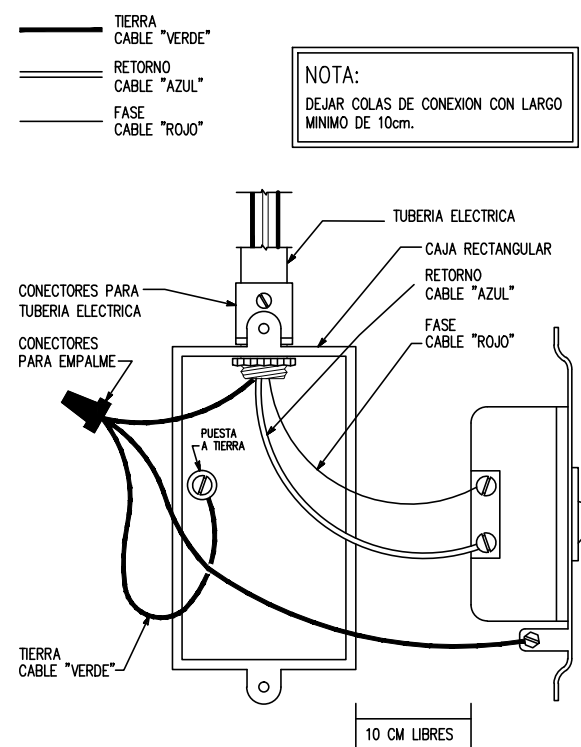 TIERRA
CABLE "VERDE"
RETORNO
CABLE "AZUL"
FASE
CABLE "ROJO"
NOTA:
DEJAR COLAS DE CONEXION CON LARGO
MINIMO DE 10cm.
TUBERIA ELECTRICA
CAJA RECTANGULAR
RETORNO
CABLE "AZUL"
FASE
CABLE "ROJO"
CONECTORES PARA
TUBERIA ELECTRICA
CONECTORES
PARA EMPALME
PUESTA
A TIERRA
TIERRA
CABLE "VERDE"
10 CM LIBRES